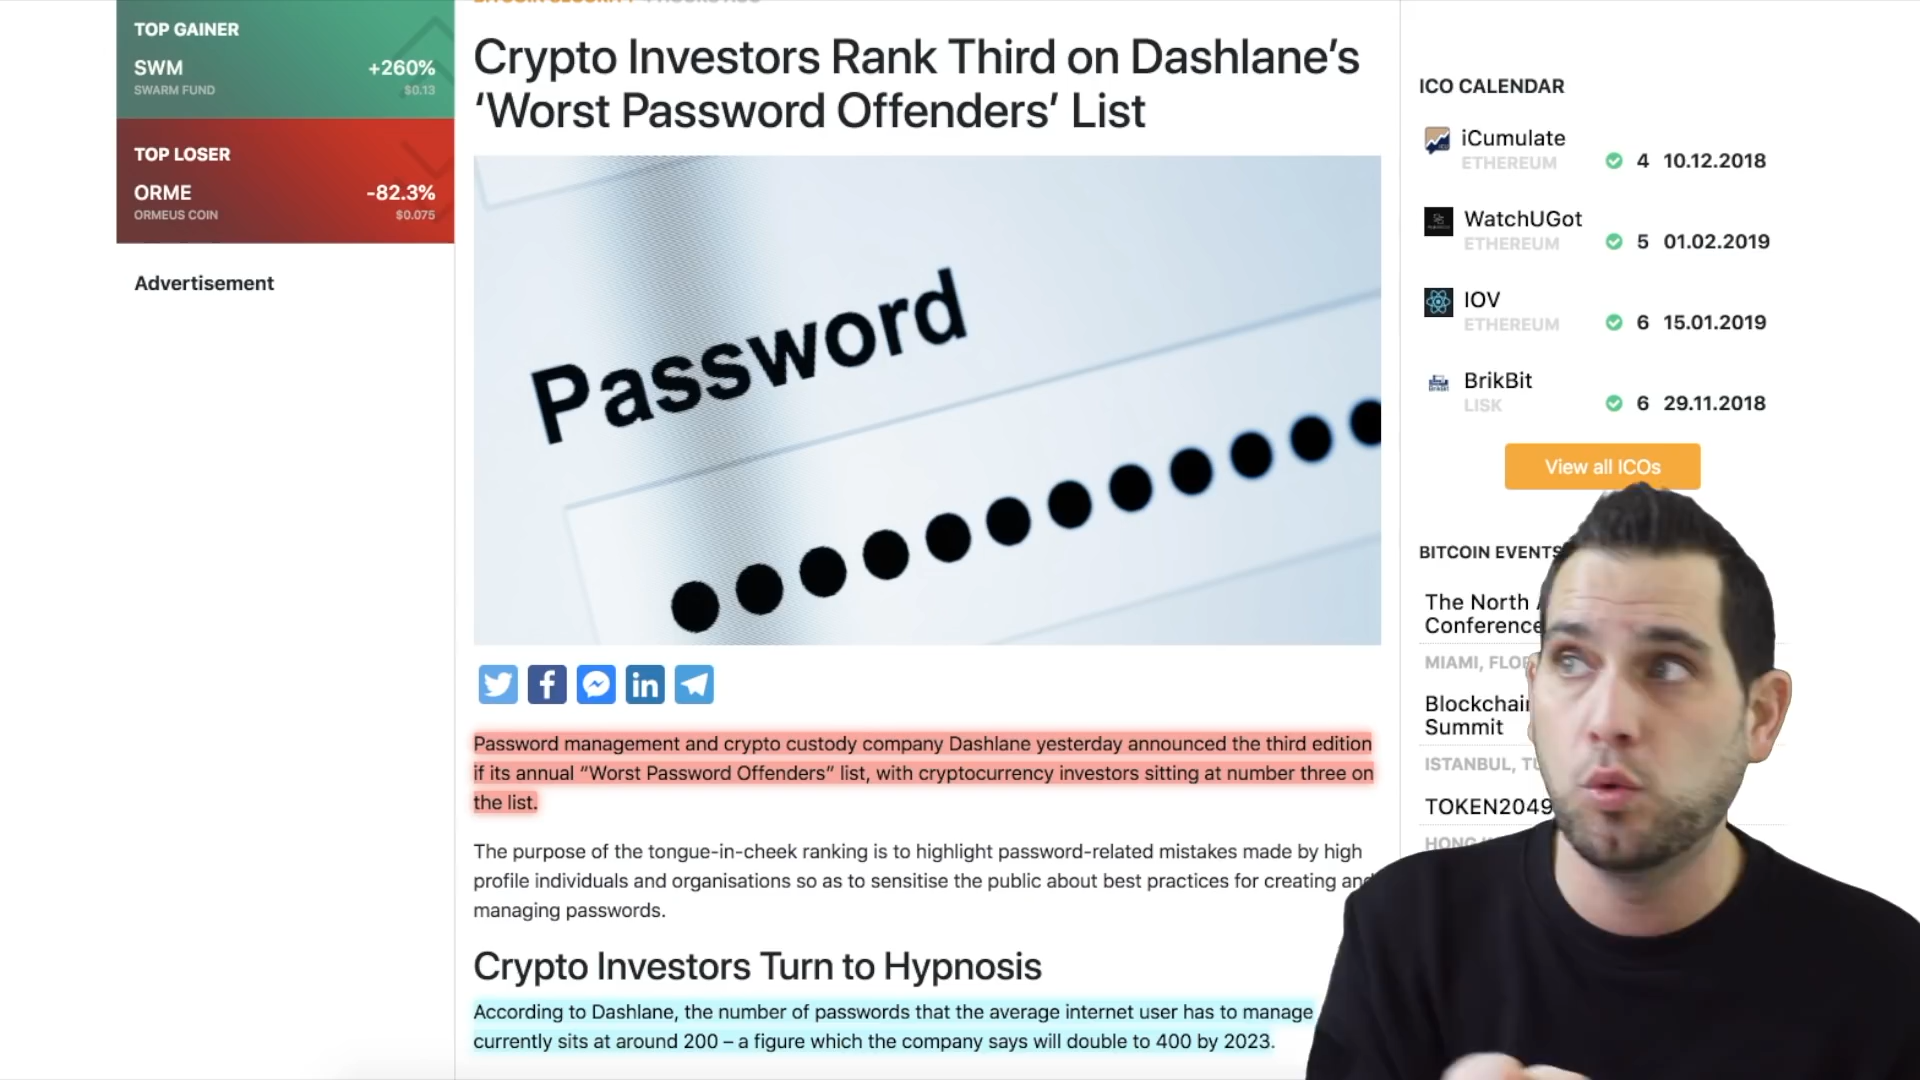 TOP GAINER
SWM +260%
SWARM FUND $0.13
TOP LOSER
ORME -82.3%
ORMEUS COIN $0.075
Advertisement
Crypto Investors Rank Third on Dashlane’s
‘Worst Password Offenders’ List
Password
Password management and crypto custody company Dashlane yesterday announced the third edition
if its annual “Worst Password Offenders” list, with cryptocurrency investors sitting at number three on
the list.
The purpose of the tongue-in-cheek ranking is to highlight password-related mistakes made by high
profile individuals and organisations so as to sensitise the public about best practices for creating and
managing passwords.
Crypto Investors Turn to Hypnosis
According to Dashlane, the number of passwords that the average internet user has to manage
currently sits at around 200 – a figure which the company says will double to 400 by 2023.
ICO CALENDAR
iCumulate
ETHEREUM 4 10.12.2018
WatchUGot
ETHEREUM 5 01.02.2019
IOV
ETHEREUM 6 15.01.2019
BrikBit
LISK 6 29.11.2018
View all ICOs
BITCOIN EVENTS
The North
Conference
MIAMI,
Blockchain
Summit
ISTANBUL,
TOKEN2049
HONG